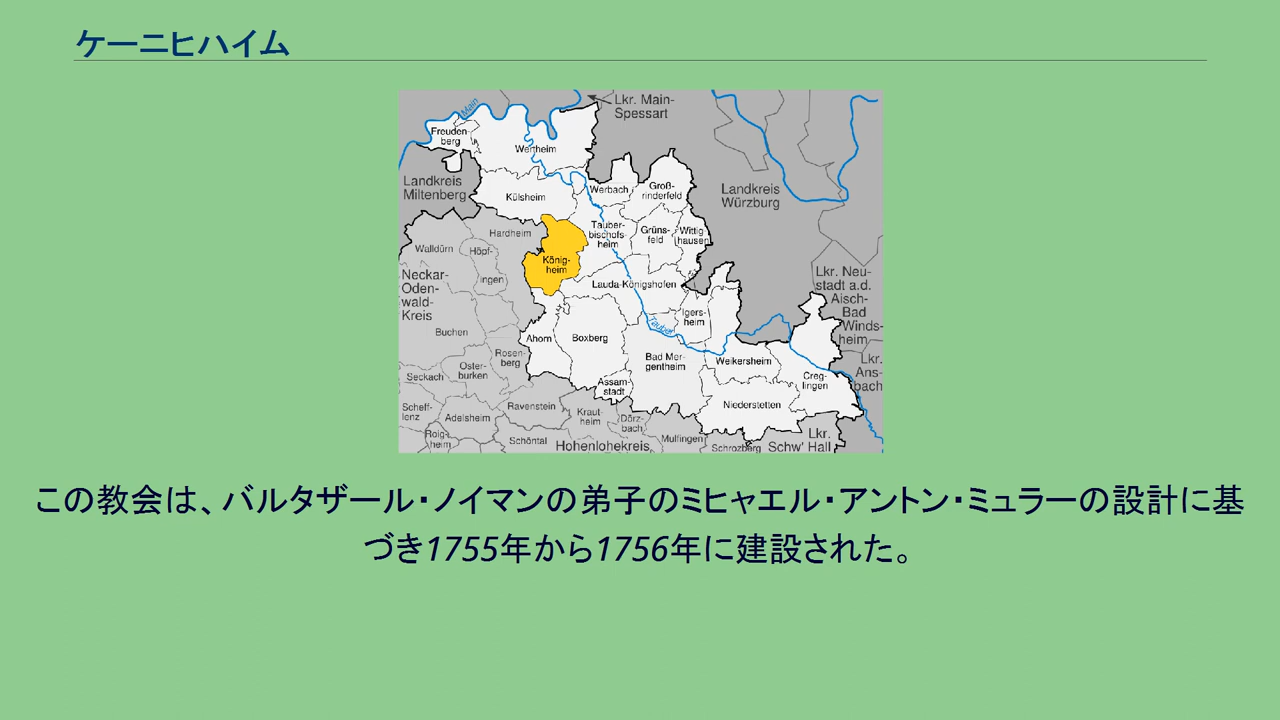 ケーニヒハイム
Main
Lkr. Main-
Spessart
Freuden-
berg
Wertheim
Landkreis
Miltenberg
Külsheim
Werbach
Groß-
rinderfeld
Landkreis
Würzburg
Hardheim
Tauber-
bischofs-
heim
Grüns-
feld
Wittig
hausen
Walldürn
Höpf-
ingen
König-
heim
Neckar-
Oden-
wald-
Kreis
Lauda-Königshofen
Lkr. Neu-
stadt a.d.
Aisch-
Bad
Winds-
heim
Igers-
heim
Tauber
Buchen
Ahorn
Boxberg
Rosen-
berg
Bad Mer-
gentheim
Weikersheim
Lkr.
Ans-
bach
Seckach
Oster-
burken
Assam-
stadt
Creg-
lingen
Niederstetten
Scheff-
lenz
Adelsheim
Ravenstein
Kraut-
heim
Dörz-
bach
Roig-
heim
Schöntal
Hohenlohekreis
Mulfingen
Schrozberg
Lkr.
Schw' Hall
この教会は、バルタザール・ノイマンの弟子のミヒャエル・アントン・ミュラーの設計に基
づき1755年から1756年に建設された。